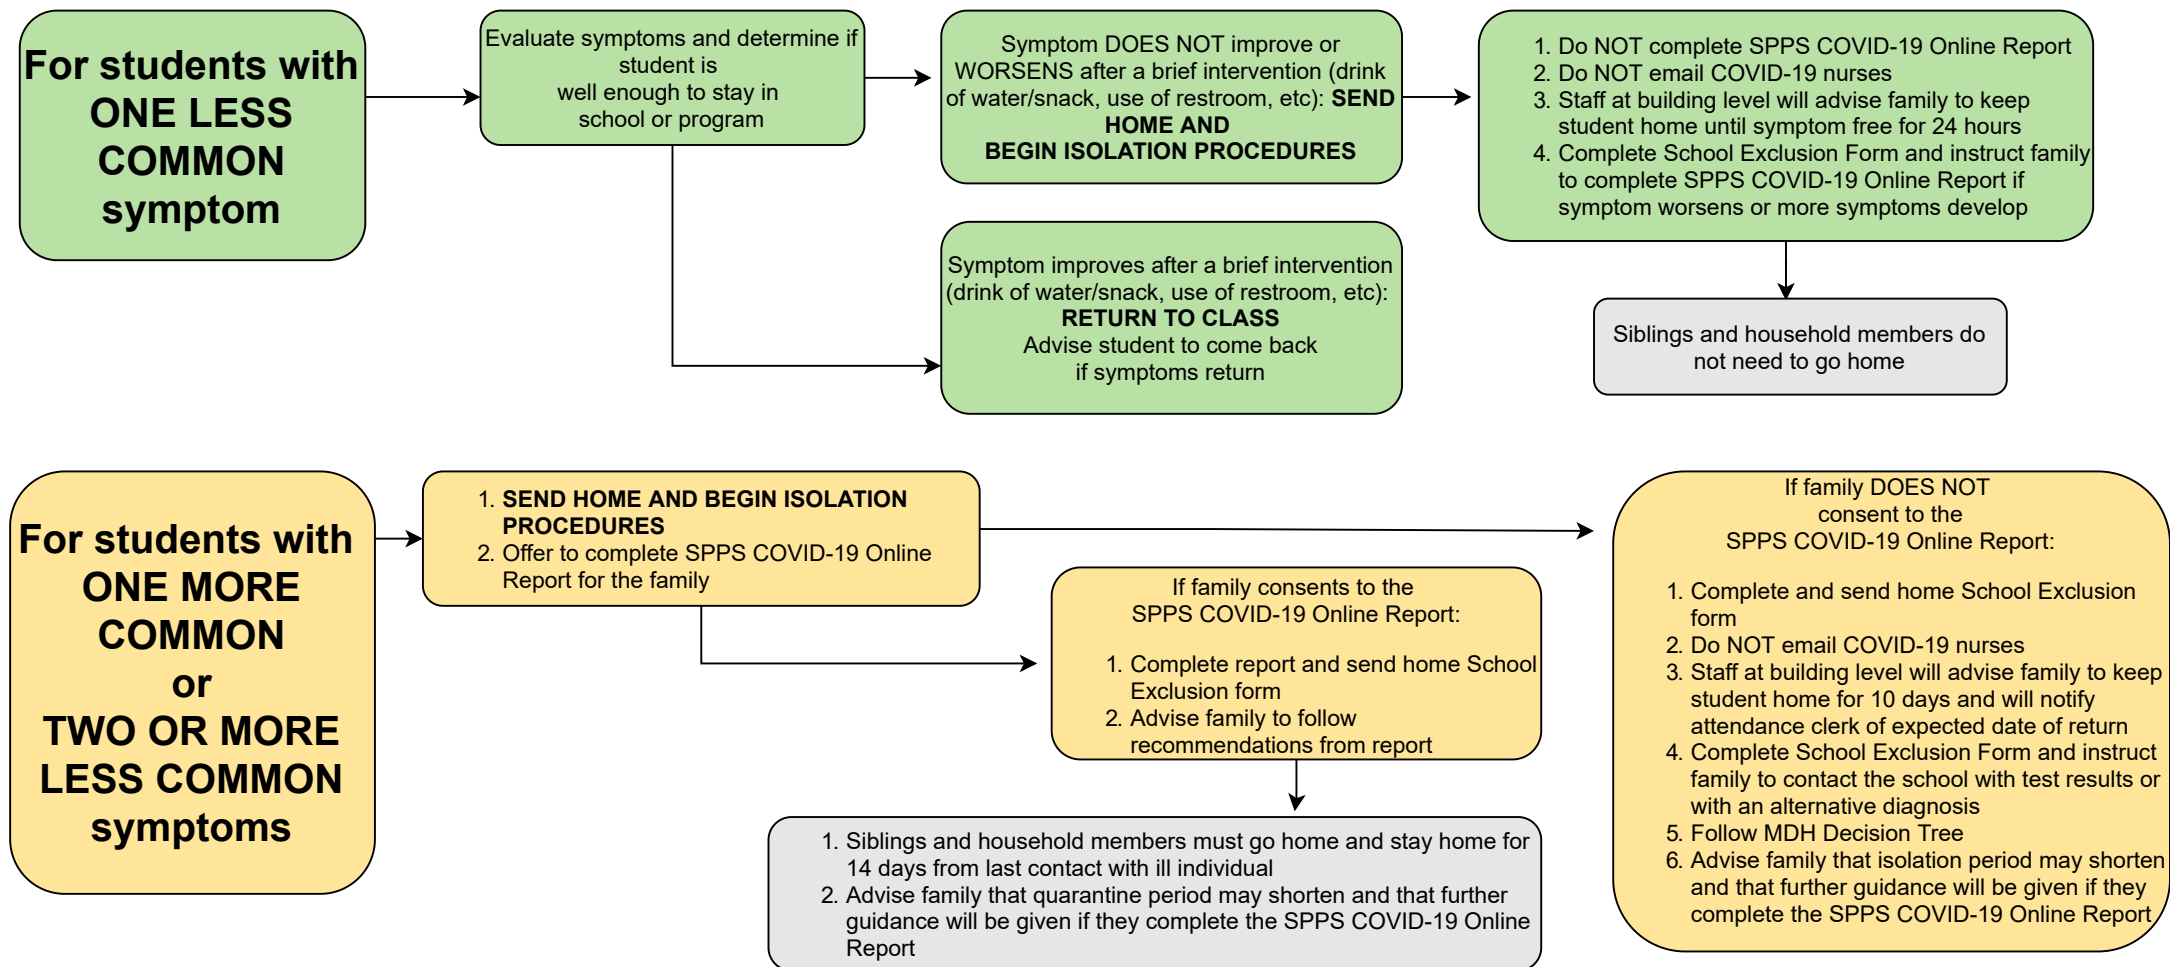 For students with
ONE LESS
COMMON
symptom
Evaluate symptoms and determine if
student is
well enough to stay in
school or program
Symptom DOES NOT improve or
WORSENS after a brief intervention (drink
of water/snack, use of restroom, etc): SEND
HOME AND
BEGIN ISOLATION PROCEDURES
1. Do NOT complete SPPS COVID-19 Online Report
2. Do NOT email COVID-19 nurses
3. Staff at building level will advise family to keep
student home until symptom free for 24 hours
4. Complete School Exclusion Form and instruct family
to complete SPPS COVID-19 Online Report if
symptom worsens or more symptoms develop
Symptom improves after a brief intervention
(drink of water/snack, use of restroom, etc):
RETURN TO CLASS
Advise student to come back
if symptoms return
Siblings and household members do
not need to go home
For students with
ONE MORE
COMMON
or
TWO OR MORE
LESS COMMON
symptoms
1. SEND HOME AND BEGIN ISOLATION
PROCEDURES
2. Offer to complete SPPS COVID-19 Online
Report for the family
If family consents to the
SPPS COVID-19 Online Report:
1. Complete report and send home School
Exclusion form
2. Advise family to follow
recommendations from report
1. Siblings and household members must go home and stay home for
14 days from last contact with ill individual
2. Advise family that quarantine period may shorten and that further
guidance will be given if they complete the SPPS COVID-19 Online
Report
If family DOES NOT
consent to the
SPPS COVID-19 Online Report:
1. Complete and send home School Exclusion
form
2. Do NOT email COVID-19 nurses
3. Staff at building level will advise family to keep
student home for 10 days and will notify
attendance clerk of expected date of return
4. Complete School Exclusion Form and instruct
family to contact the school with test results or
with an alternative diagnosis
5. Follow MDH Decision Tree
6. Advise family that isolation period may shorten
and that further guidance will be given if they
complete the SPPS COVID-19 Online Report